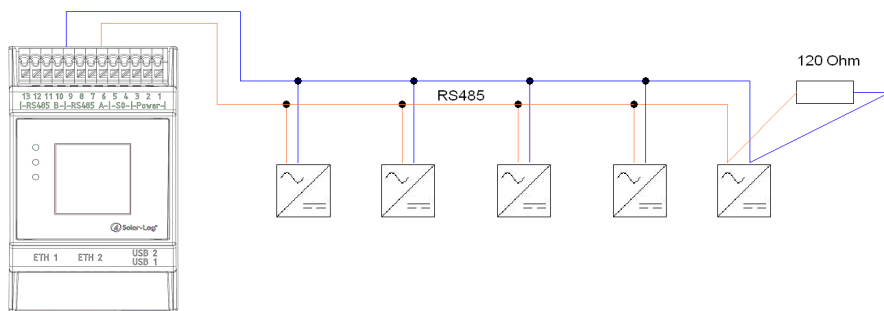 120 Ohm
RS485
13 12 11 10 9 8 7 6 5 4 3 2 1
|-RS485 B-|-RS485 A-|-S0-|-Power-|
Solar-Log
ETH 1 ETH 2 USB 2
USB 1